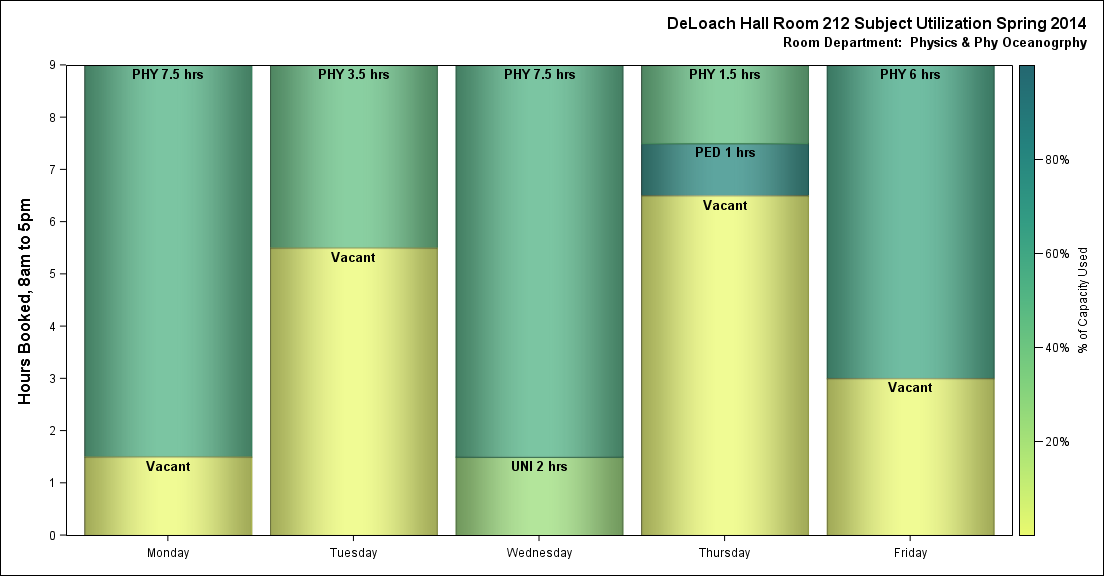 DeLoach Hall Room 212 Subject Utilization Spring 2014
Room Department:  Physics & Phy Oceanogrphy
Hours Booked, 8am to 5pm
9
8
7
6
5
4
3
2
1
0
PHY 7.5 hrs
Vacant
PHY 3.5 hrs
Vacant
PHY 7.5 hrs
UNI 2 hrs
PHY 1.5 hrs
PED 1 hrs
Vacant
PHY 6 hrs
Vacant
Monday
Tuesday
Wednesday
Thursday
Friday
80%
60%
40%
20%
% of Capacity Used